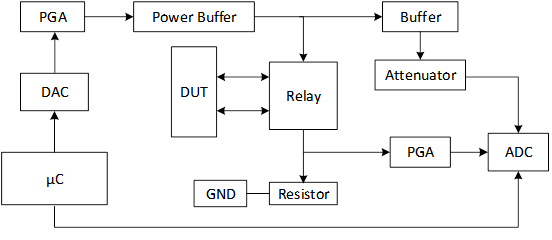 PGA
Power Buffer
Buffer
DAC
DUT
Relay
Attenuator
µC
PGA
ADC
GND
Resistor